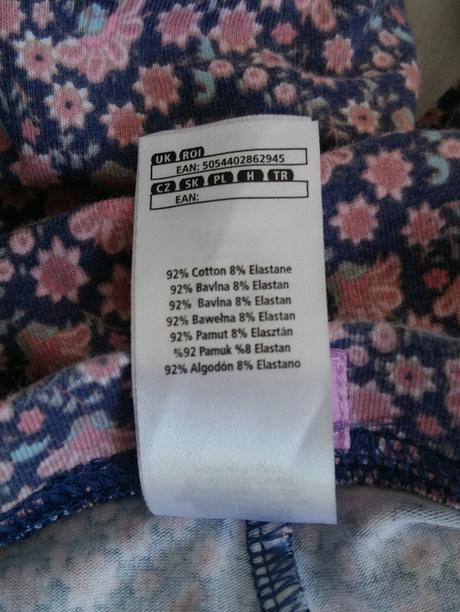 UK ROI
EAN: 5054402862945
CZ SK PL H TR
EAN:
92% Cotton 8% Elastane
92% Bavlna 8% Elastan
92% Bavlna 8% Elastan
92% Bawełna 8% Elastan
92% Pamut 8% Elasztán
%92 Pamuk %8 Elastan
92% Algodón 8% Elastano